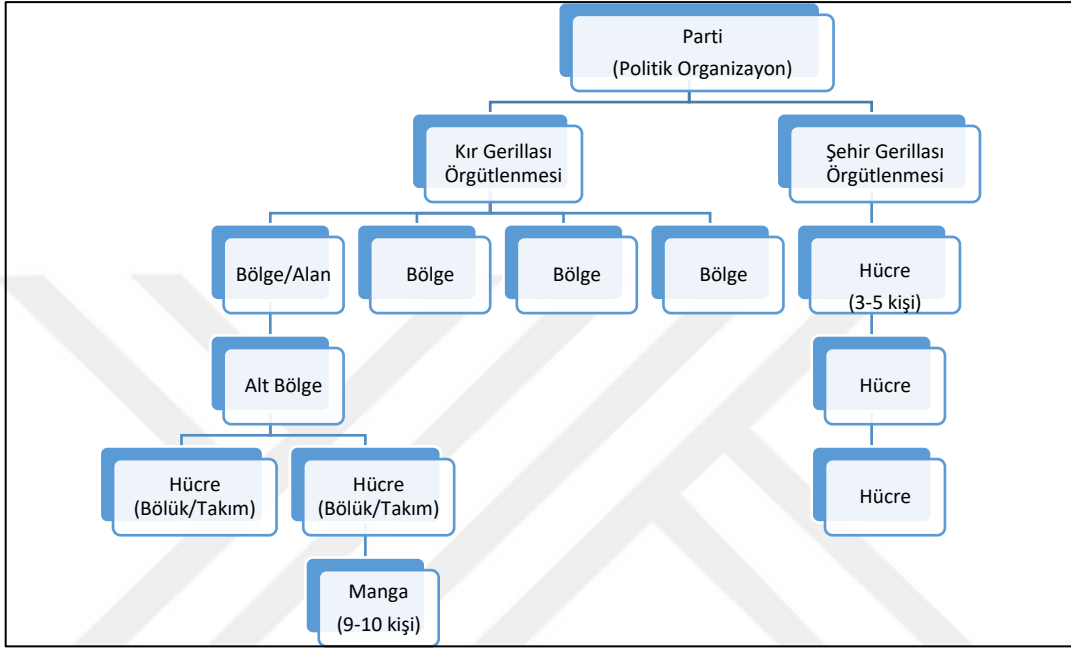 Parti
(Politik Organizayon)
Kır Gerillası
Örgütlenmesi
Şehir Gerillası
Örgütlenmesi
Bölge/Alan
Bölge
Bölge
Bölge
Hücre
(3-5 kişi)
Alt Bölge
Hücre
Hücre
(Bölük/Takım)
Hücre
(Bölük/Takım)
Hücre
Manga
(9-10 kişi)